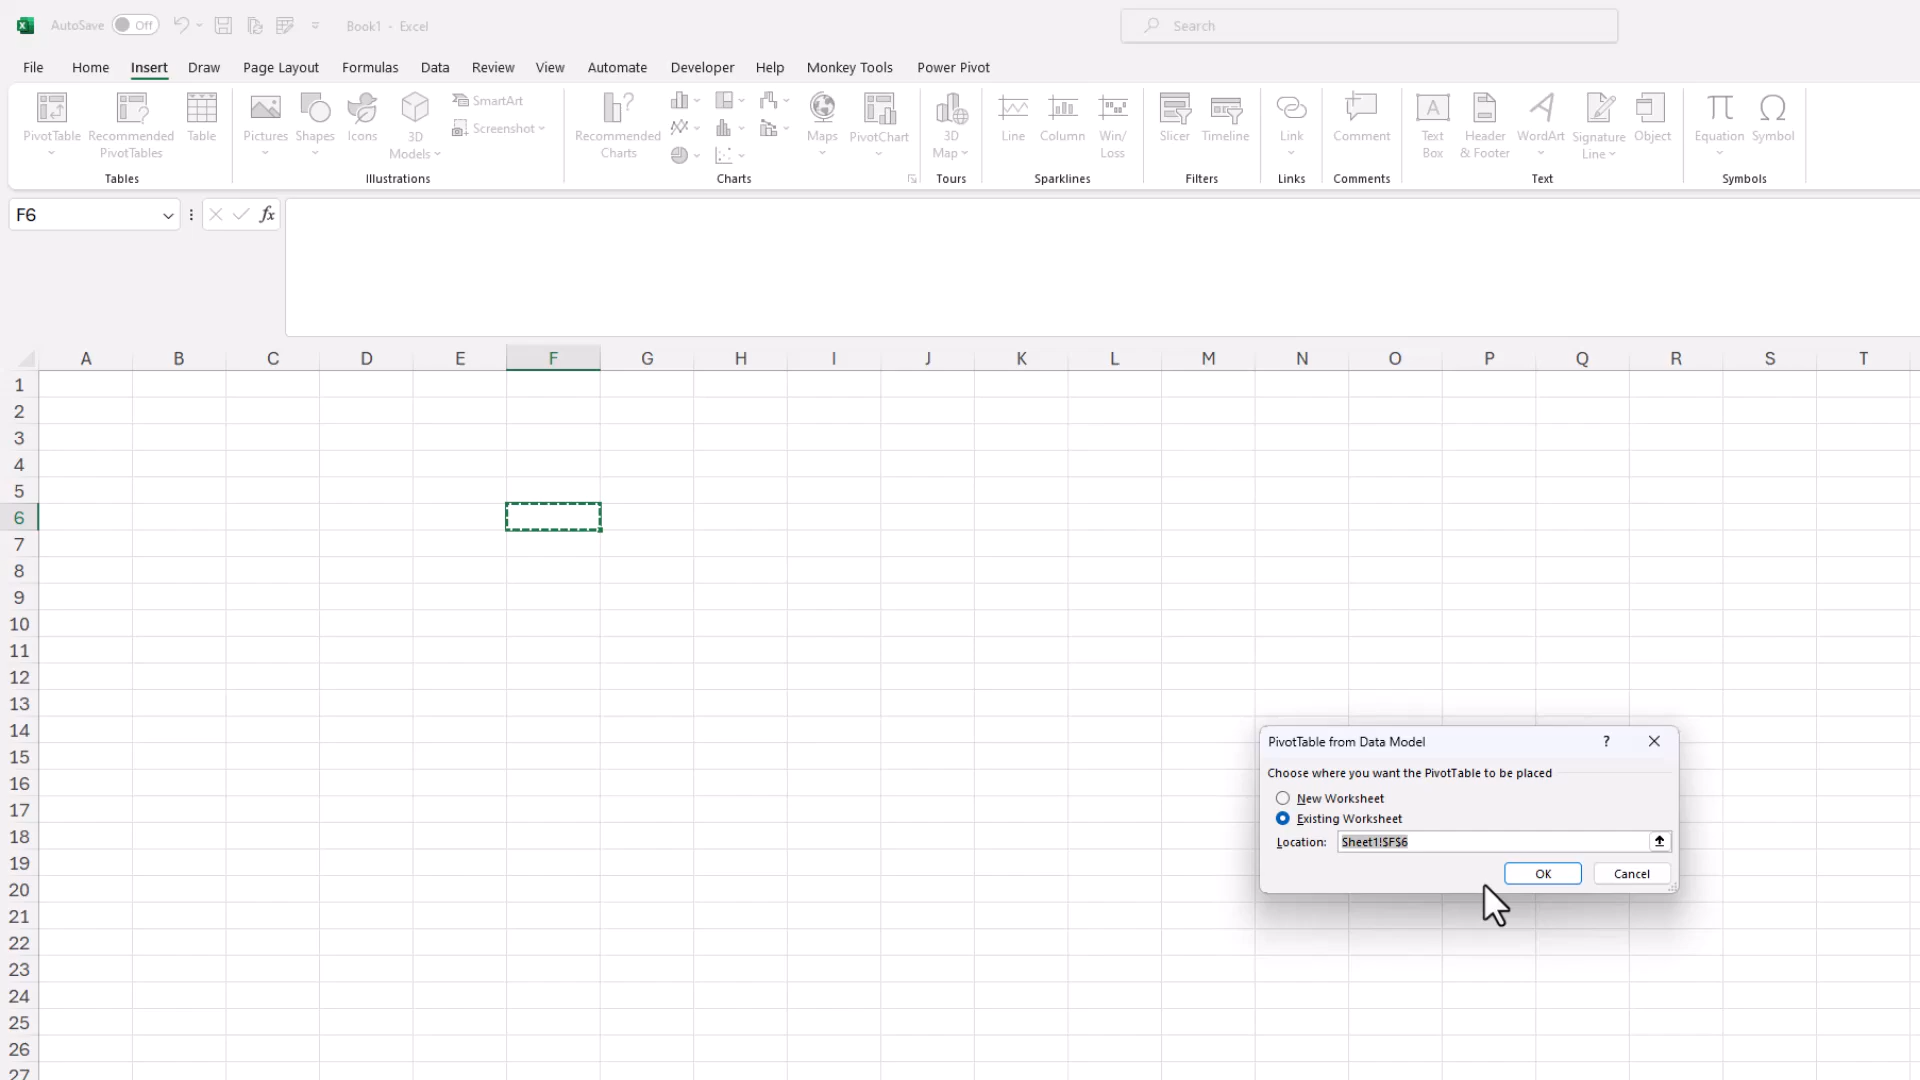 AutoSave Off Book1 - Excel Search
File Home Insert Draw Page Layout Formulas Data Review View Automate Developer Help Monkey Tools Power Pivot
PivotTable
Recommended
PivotTables
Table
Tables
Pictures
Shapes
Icons
3D
Models
SmartArt
Screenshot
Illustrations
Recommended
Charts
Maps
PivotChart
Charts
3D
Map
Tours
Line
Column
Win/
Loss
Sparklines
Slicer
Timeline
Filters
Link
Links
Comment
Comments
Text
Box
Header
& Footer
WordArt
Signature
Line
Object
Text
Equation
Symbol
Symbols
F6 fx
A B C D E F G H I J K L M N O P Q R S T
1
2
3
4
5
6
7
8
9
10
11
12
13
14
15
16
17
18
19
20
21
22
23
24
25
26
27
PivotTable from Data Model ?
Choose where you want the PivotTable to be placed
New Worksheet
Existing Worksheet
Location: Sheet1!$F$6
OK Cancel